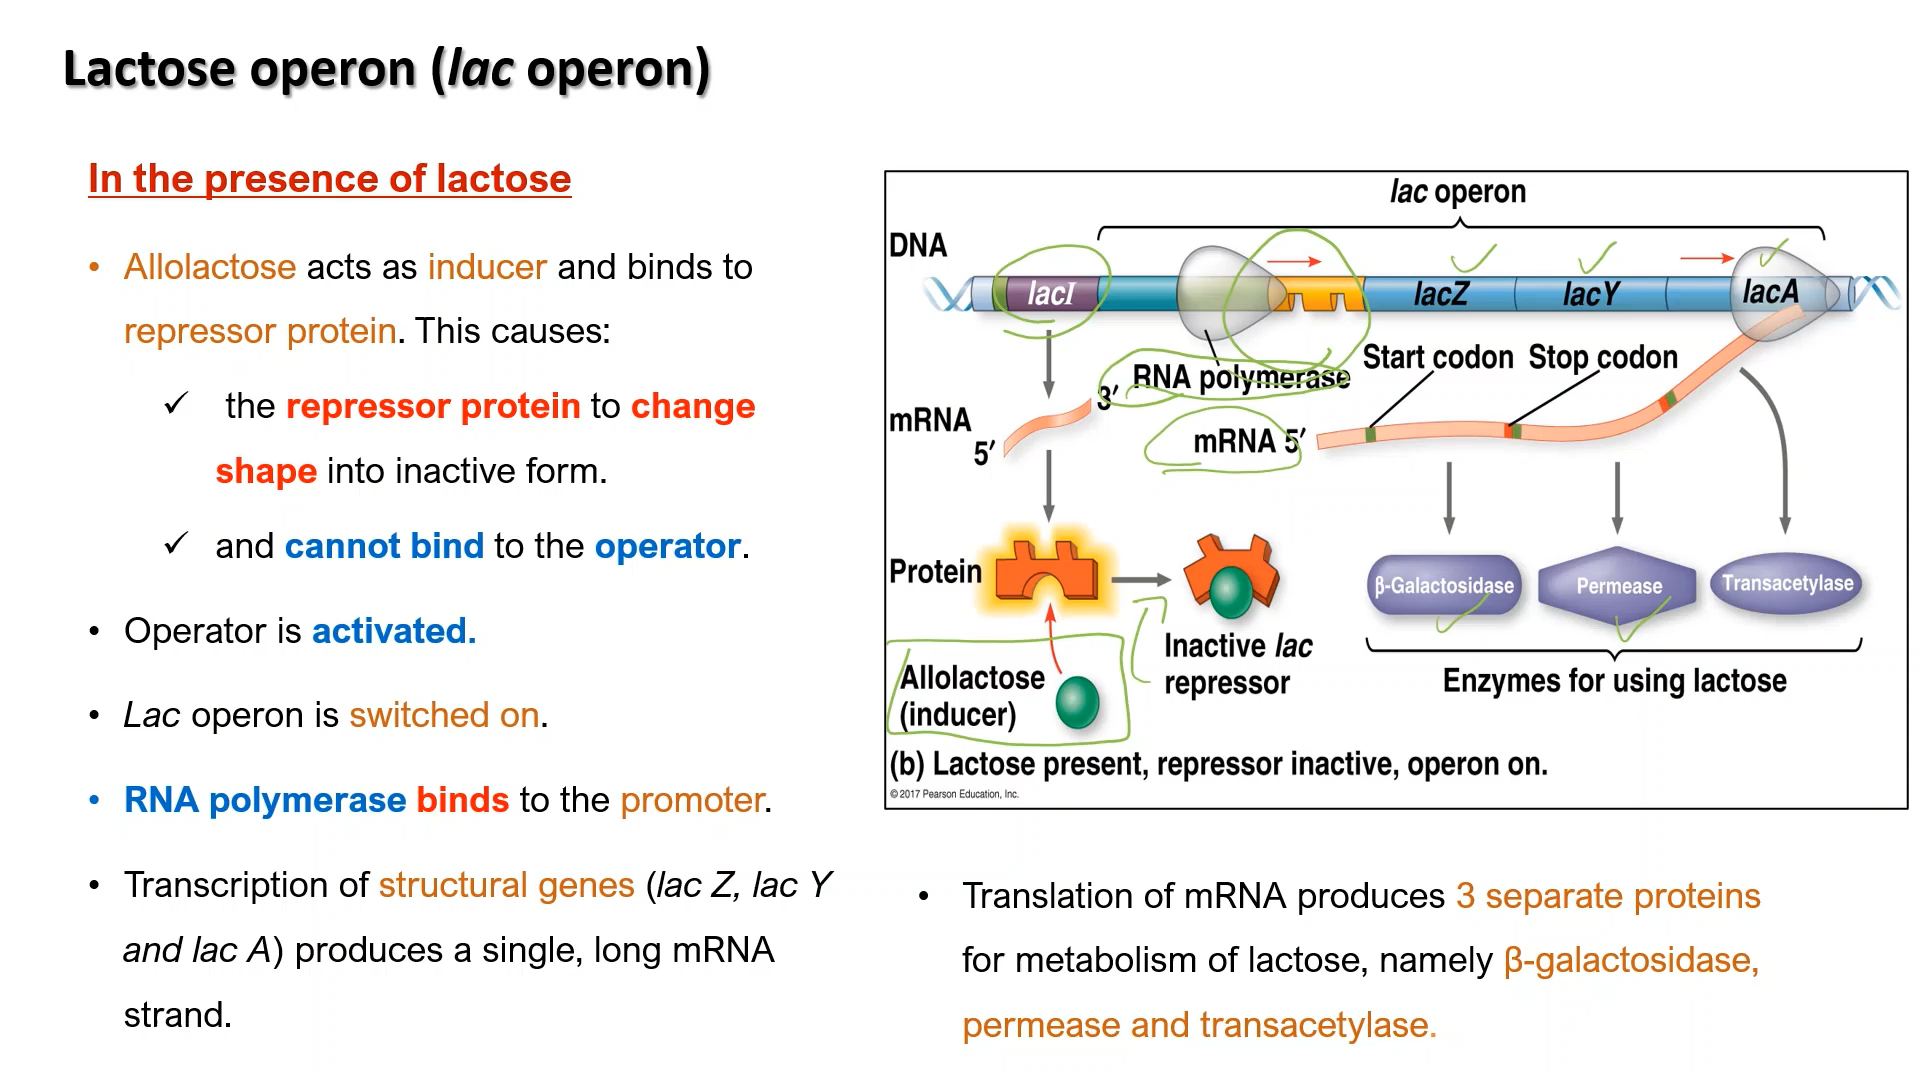 Lactose operon (lac operon)
In the presence of lactose
• Allolactose acts as inducer and binds to
repressor protein. This causes:
✓ the repressor protein to change
shape into inactive form.
✓ and cannot bind to the operator.
• Operator is activated.
• Lac operon is switched on.
• RNA polymerase binds to the promoter.
• Transcription of structural genes (lac Z, lac Y
and lac A) produces a single, long mRNA
strand.
lac operon
DNA
lacI
lacZ
lacY
lacA
RNA polymerase
Start codon
Stop codon
3′
mRNA
5′
mRNA 5′
Protein
β-Galactosidase
Permease
Transacetylase
Inactive lac
repressor
Allolactose
(inducer)
Enzymes for using lactose
(b) Lactose present, repressor inactive, operon on.
© 2017 Pearson Education, Inc.
• Translation of mRNA produces 3 separate proteins
for metabolism of lactose, namely β-galactosidase,
permease and transacetylase.